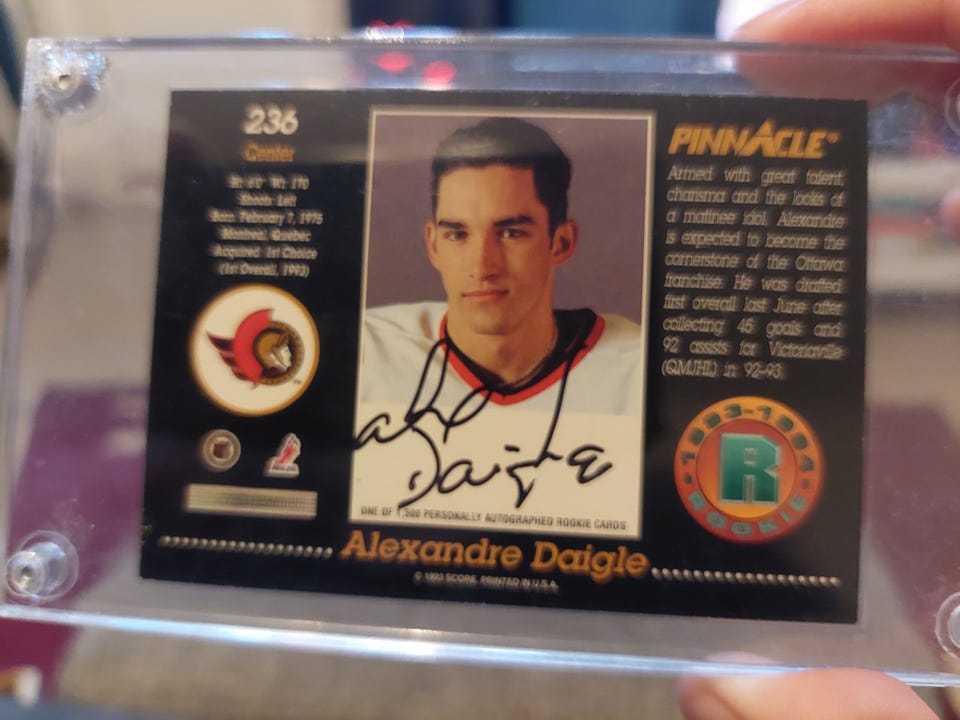 236
Center
Ht: 6'0" Wt: 170
Shoots: Left
Born: February 7, 1975
Montreal, Quebec
Acquired: 1st Choice
(1st Overall, 1993)
PINNACLE
Armed with great talent,
charisma and the looks of
a matinee idol, Alexandre
is expected to become the
cornerstone of the Ottawa
franchise. He was drafted
first overall last June after
collecting 45 goals and
92 assists for Victoriaville
(QMJHL) in '92-93.
1993-1994
R
ROOKIE
Daigle
ONE OF 1,500 PERSONALLY AUTOGRAPHED ROOKIE CARDS
Alexandre Daigle
© 1993 SCORE, PRINTED IN U.S.A.